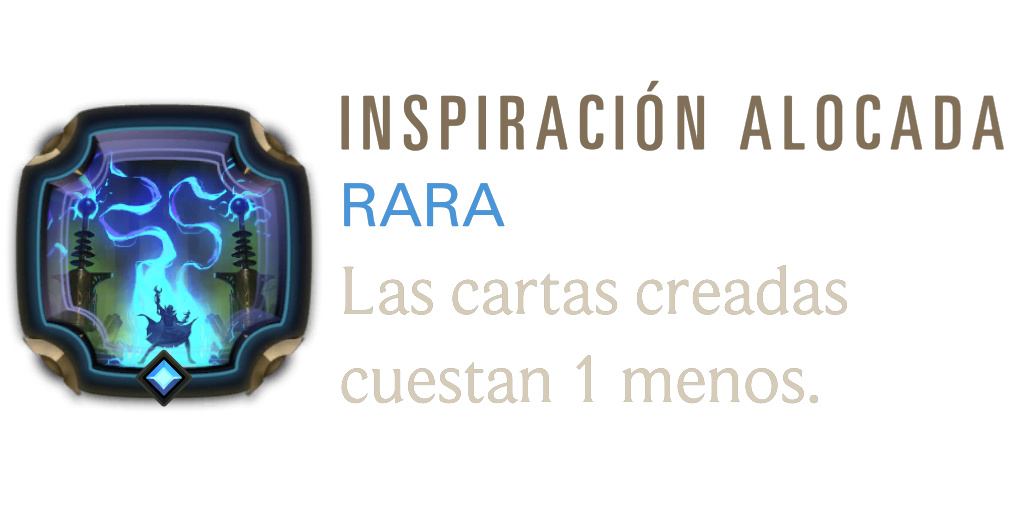 INSPIRACIÓN ALOCADA
RARA
Las cartas creadas
cuestan 1 menos.